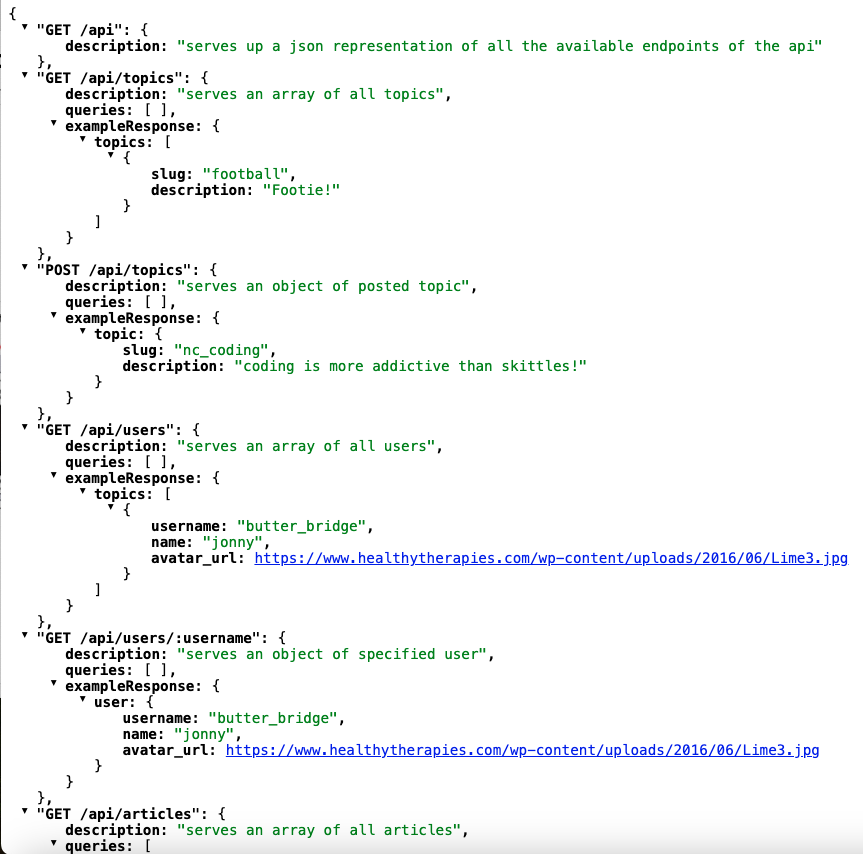 {
"GET /api": {
description: "serves up a json representation of all the available endpoints of the api"
},
"GET /api/topics": {
description: "serves an array of all topics",
queries: [ ],
exampleResponse: {
topics: [
{
slug: "football",
description: "Footie!"
}
]
}
},
"POST /api/topics": {
description: "serves an object of posted topic",
queries: [ ],
exampleResponse: {
topic: {
slug: "nc_coding",
description: "coding is more addictive than skittles!"
}
}
},
"GET /api/users": {
description: "serves an array of all users",
queries: [ ],
exampleResponse: {
topics: [
{
username: "butter_bridge",
name: "jonny",
avatar_url: https://www.healthytherapies.com/wp-content/uploads/2016/06/Lime3.jpg
}
]
}
},
"GET /api/users/:username": {
description: "serves an object of specified user",
queries: [ ],
exampleResponse: {
user: {
username: "butter_bridge",
name: "jonny",
avatar_url: https://www.healthytherapies.com/wp-content/uploads/2016/06/Lime3.jpg
}
}
},
"GET /api/articles": {
description: "serves an array of all articles",
queries: [